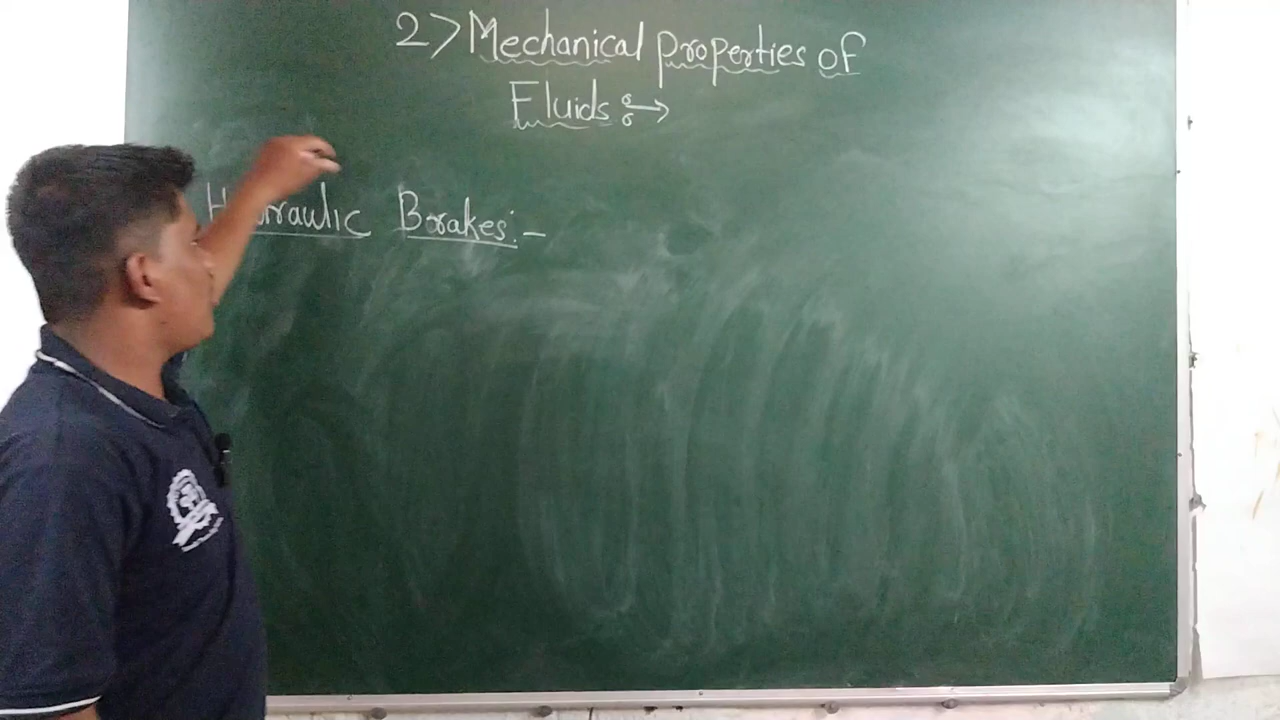 2> Mechanical properties of
Fluids :→
Brakes :-